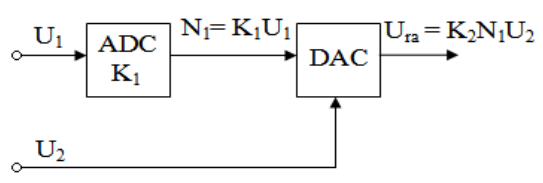 U₁
ADC
K₁
N₁= K₁U₁
DAC
Uᵣₐ = K₂N₁U₂
U₂